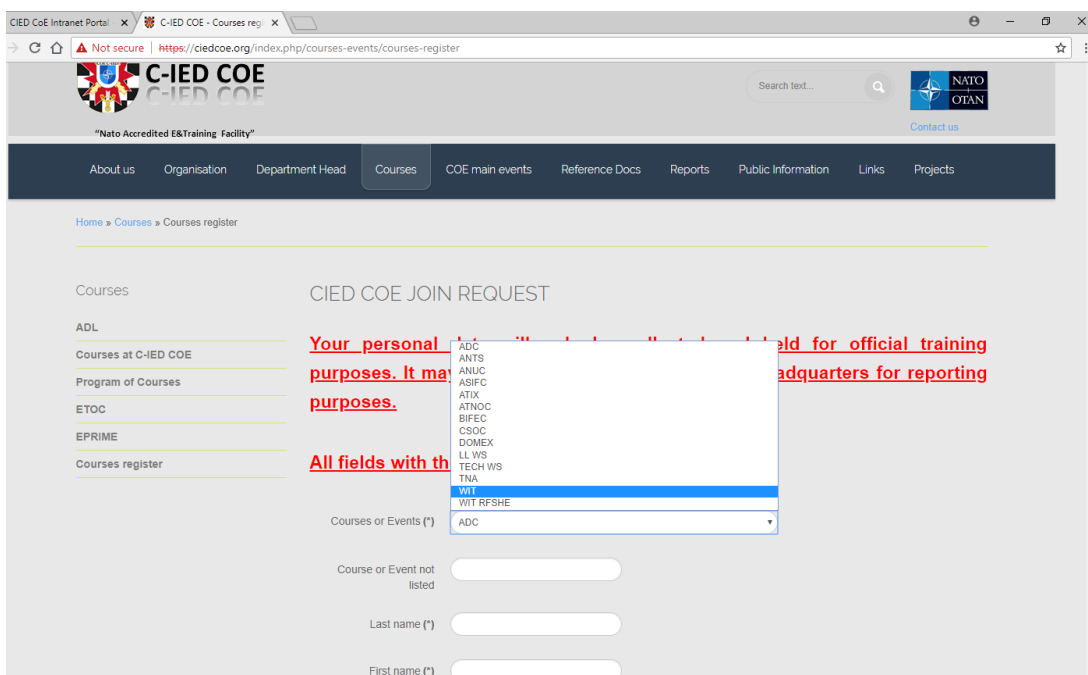 CIED CoE Intranet Portal
C-IED COE - Courses regi
Not secure
https://ciedcoe.org/index.php/courses-events/courses-register
C-IED COE
"Nato Accredited E&Training Facility"
Search text...
NATO
OTAN
Contact us
About us Organisation Department Head Courses COE main events Reference Docs Reports Public Information Links Projects
Home » Courses » Courses register
Courses
ADL
Courses at C-IED COE
Program of Courses
ETOC
EPRIME
Courses register
CIED COE JOIN REQUEST
Your personal eld for official training
purposes. It may adquarters for reporting
purposes.
All fields with th
ADC
ANTS
ANUC
ASIFC
ATIX
ATNOC
BIFEC
CSOC
DOMEX
LL WS
TECH WS
TNA
WIT
WIT RFSHE
Courses or Events (*) ADC
Course or Event not
listed
Last name (*)
First name (*)